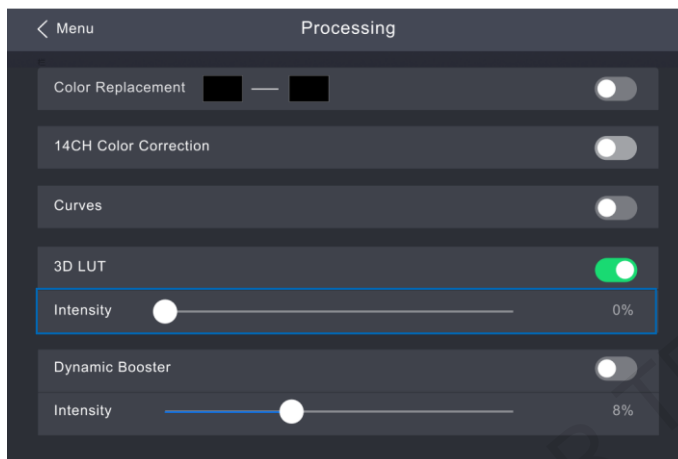 Menu
Processing
Color Replacement
14CH Color Correction
Curves
3D LUT
Intensity 0%
Dynamic Booster
Intensity 8%